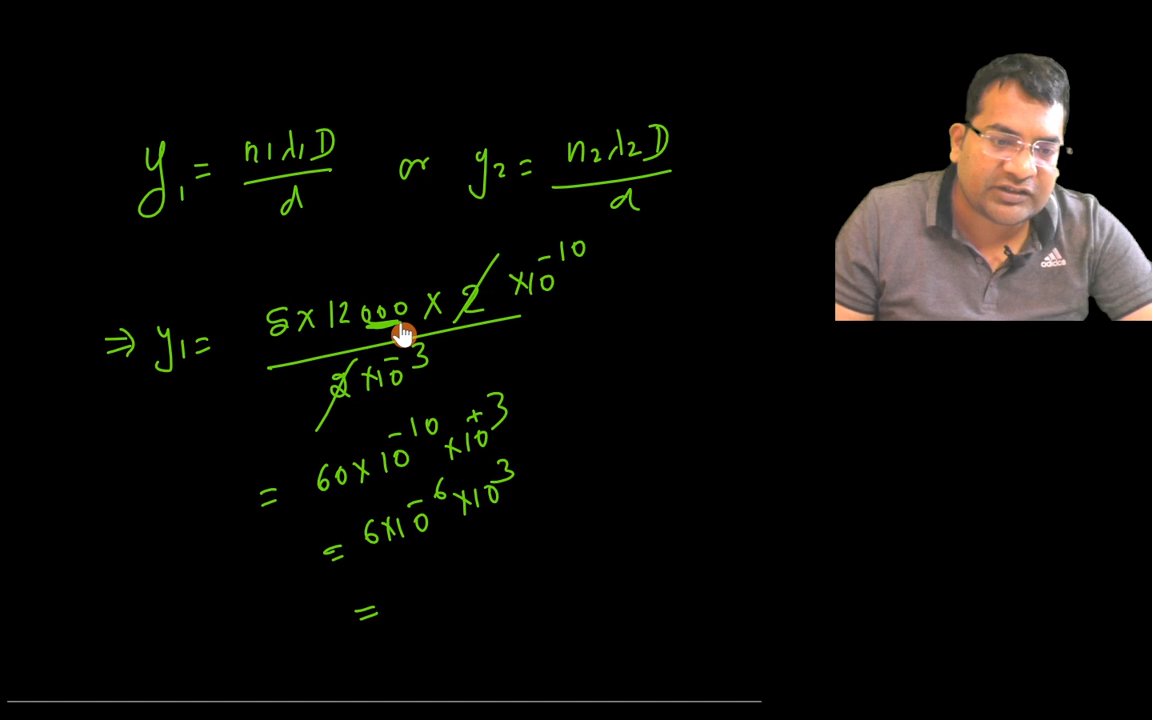 y₁ = n₁λ₁D/d or y₂ = n₂λ₂D/d
⇒ y₁ = 5 × 12000 × 2 × 10⁻¹⁰ / 2 × 10⁻³
= 60 × 10⁻¹⁰ × 10⁺³
= 6 × 10⁻⁶ × 10³
=
adidas